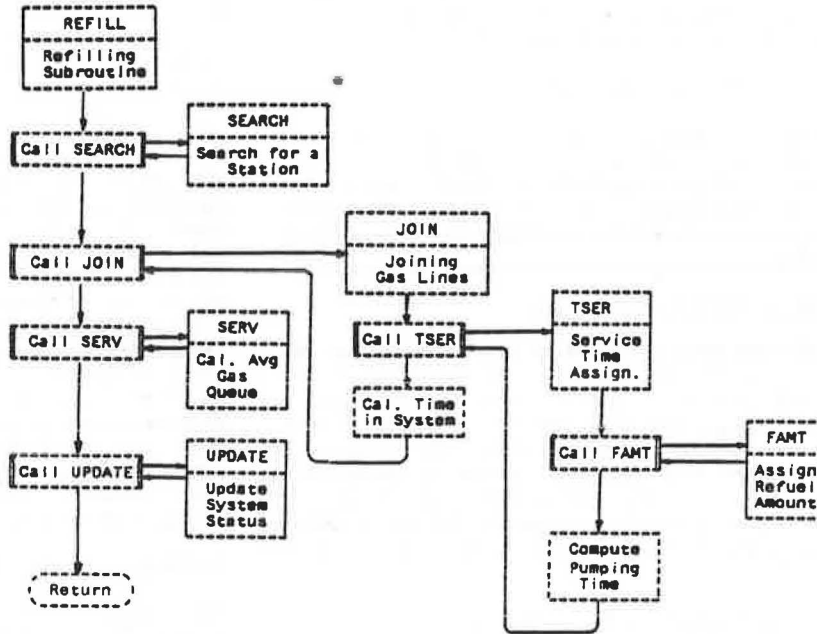 REFILL
Refilling
Subroutine
Call SEARCH
SEARCH
Search for a
Station
Call JOIN
JOIN
Joining
Gas Lines
Call SERV
SERV
Cal. Avg
Gas
Queue
Call TSER
TSER
Service
Time
Assign.
Cal. Time
in System
Call FAMT
FAMT
Assign
Refuel
Amount
Call UPDATE
UPDATE
Update
System
Status
Compute
Pumping
Time
Return